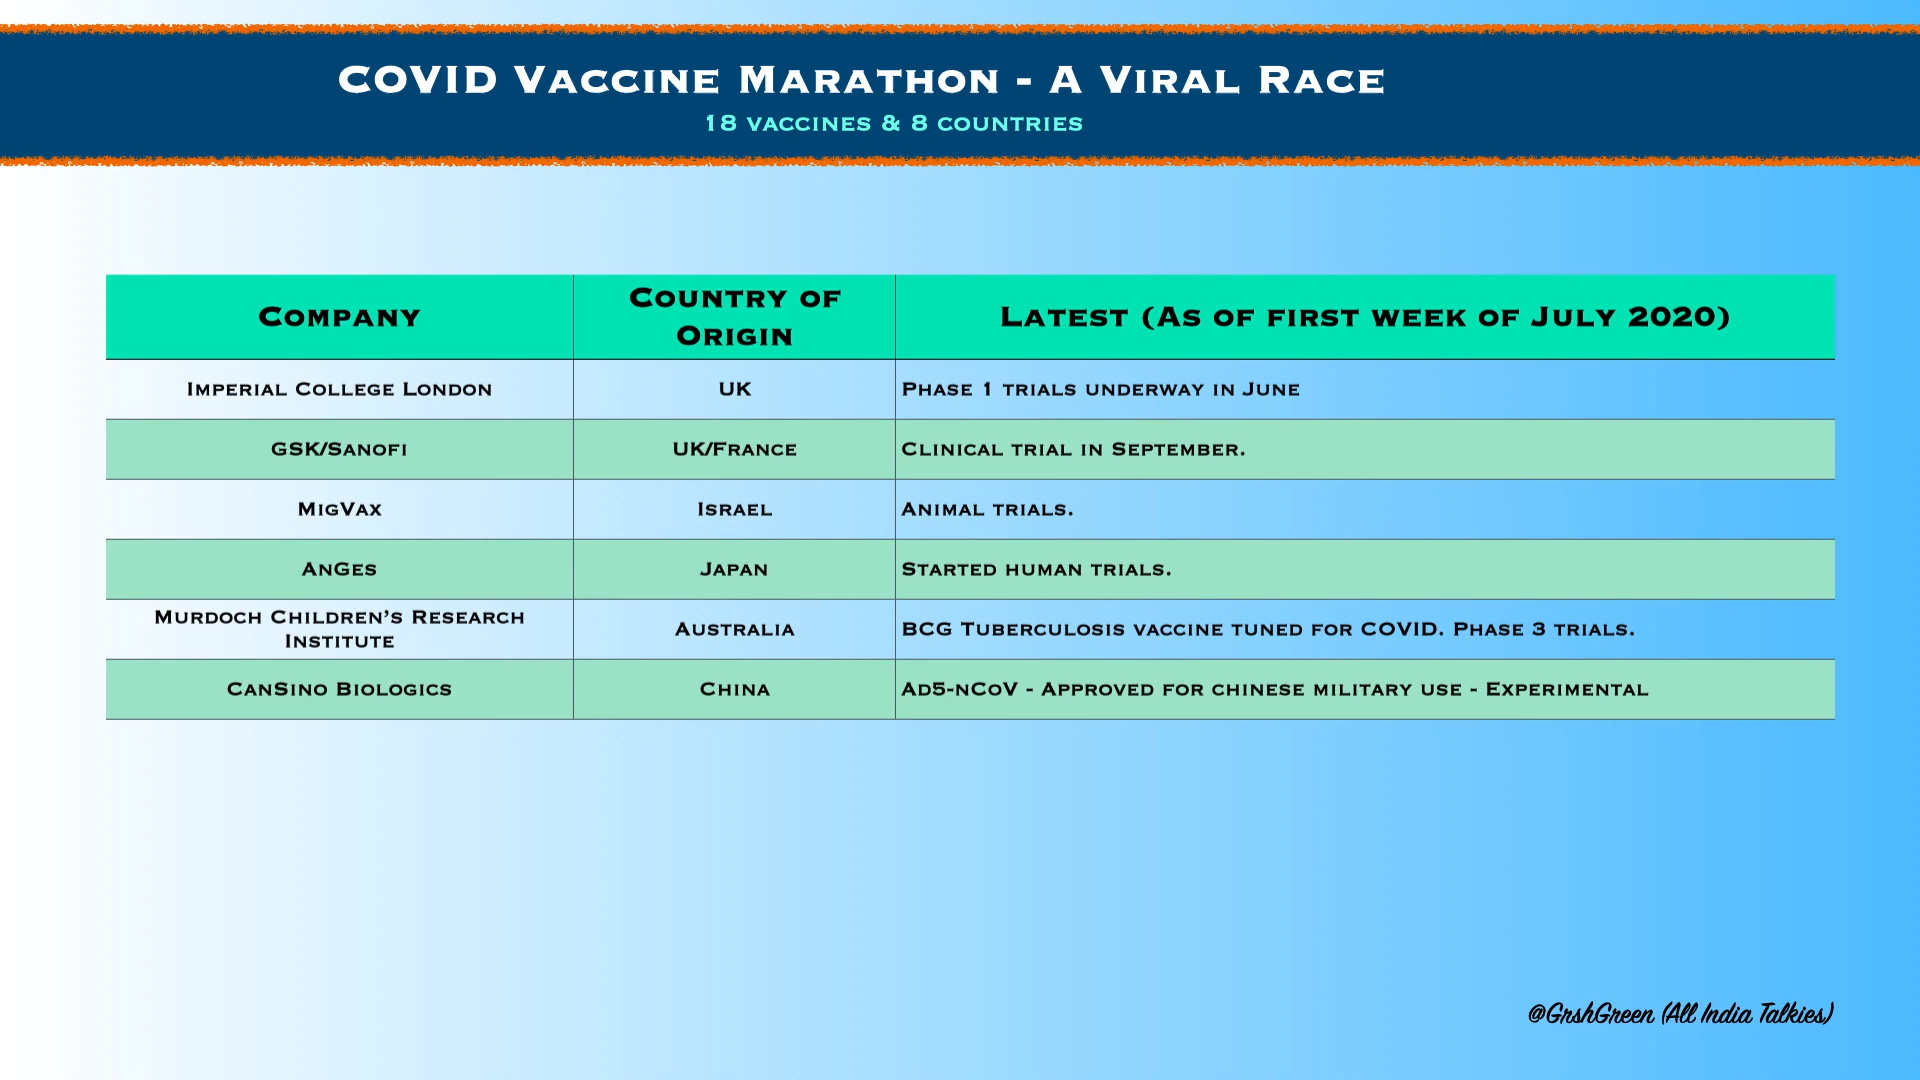 COVID Vaccine Marathon - A Viral Race
18 vaccines & 8 countries
Company
Country of
Origin
Latest (As of first week of July 2020)
Imperial College London
UK
Phase 1 trials underway in June
GSK/Sanofi
UK/France
Clinical trial in September.
MigVax
Israel
Animal trials.
AnGes
Japan
Started human trials.
Murdoch Children’s Research
Institute
Australia
BCG Tuberculosis vaccine tuned for COVID. Phase 3 trials.
CanSino Biologics
China
Ad5-nCoV - Approved for chinese military use - Experimental
@GrshGreen (All India Talkies)